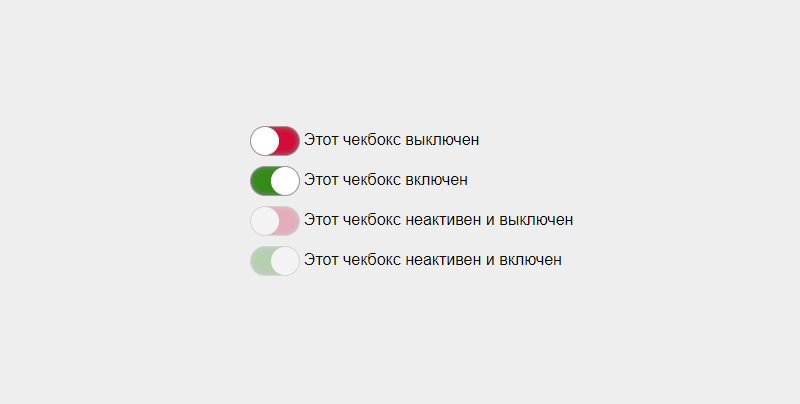 Этот чекбокс выключен
Этот чекбокс включен
Этот чекбокс неактивен и выключен
Этот чекбокс неактивен и включен